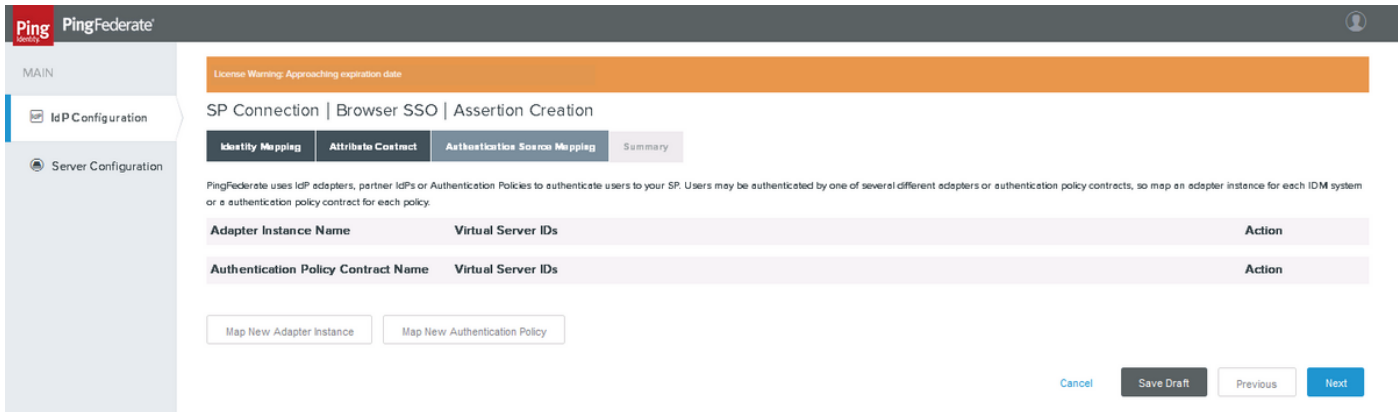 Ping
Identity
PingFederate®
MAIN
License Warning: Approaching expiration date
IdP Configuration
SP Connection | Browser SSO | Assertion Creation
Identity Mapping Attribute Contract Authentication Source Mapping Summary
Server Configuration
PingFederate uses IdP adapters, partner IdPs or Authentication Policies to authenticate users to your SP. Users may be authenticated by one of several different adapters or authentication policy contracts, so map an adapter instance for each IDM system
or a authentication policy contract for each policy.
Adapter Instance Name Virtual Server IDs Action
Authentication Policy Contract Name Virtual Server IDs Action
Map New Adapter Instance Map New Authentication Policy
Cancel Save Draft Previous Next